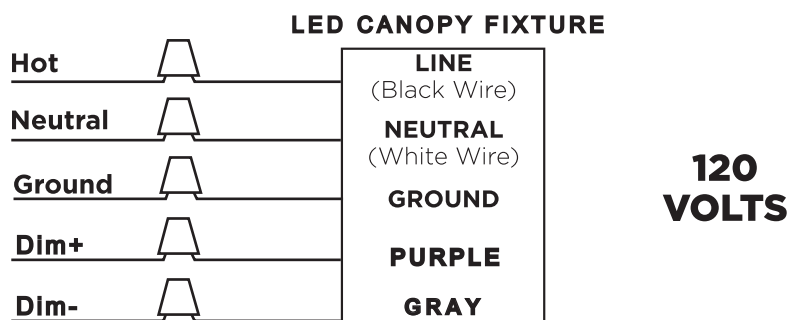 LED CANOPY FIXTURE
Hot
LINE
(Black Wire)
Neutral
NEUTRAL
(White Wire)
Ground
GROUND
Dim+
PURPLE
Dim-
GRAY
120
VOLTS